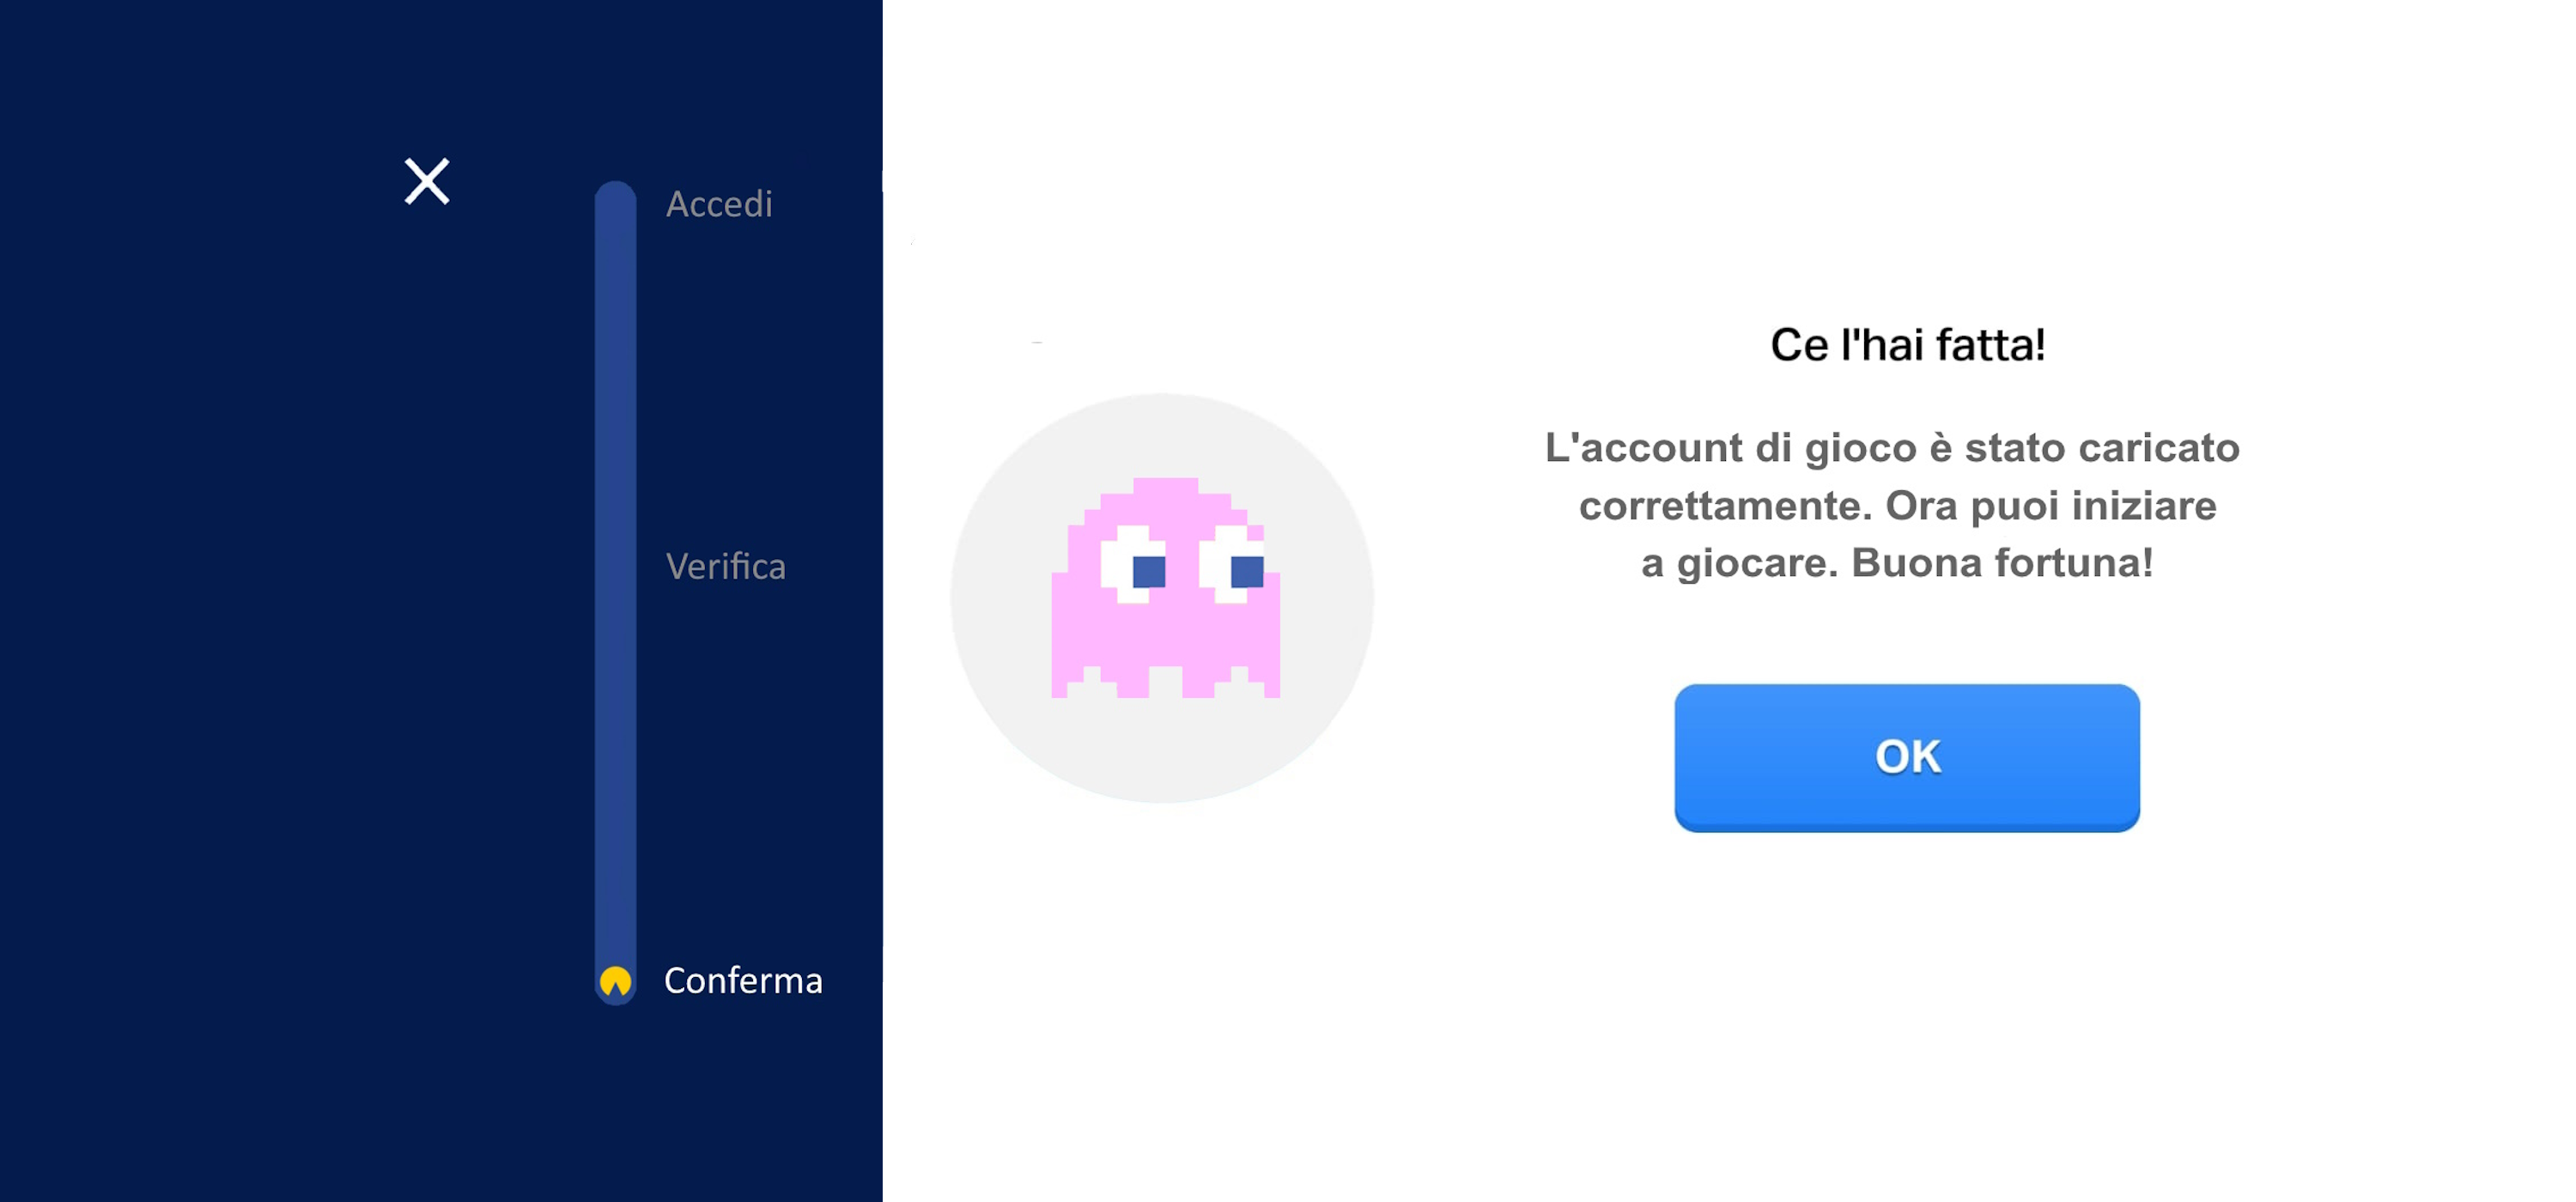 Accedi
Verifica
Conferma
Ce l'hai fatta!
L'account di gioco è stato caricato
correttamente. Ora puoi iniziare
a giocare. Buona fortuna!
OK